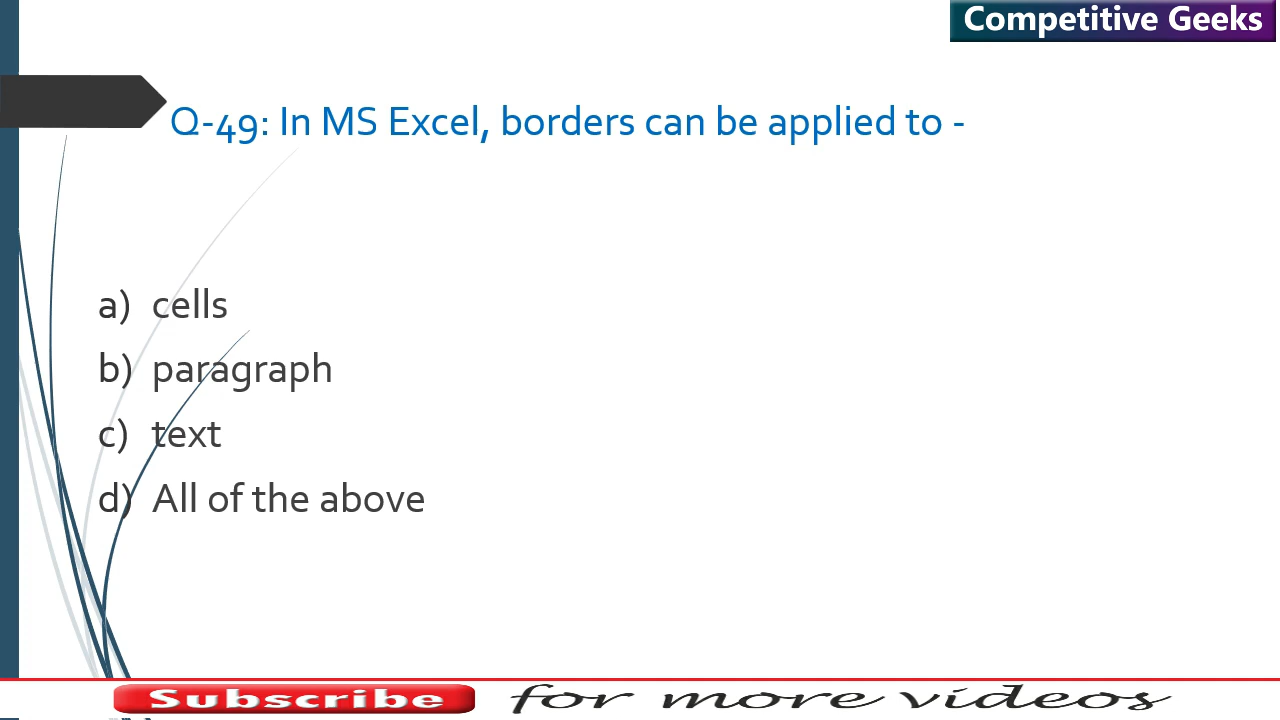 Competitive Geeks
Q-49: In MS Excel, borders can be applied to -
a) cells
b) paragraph
c) text
d) All of the above
Subscribe for more videos